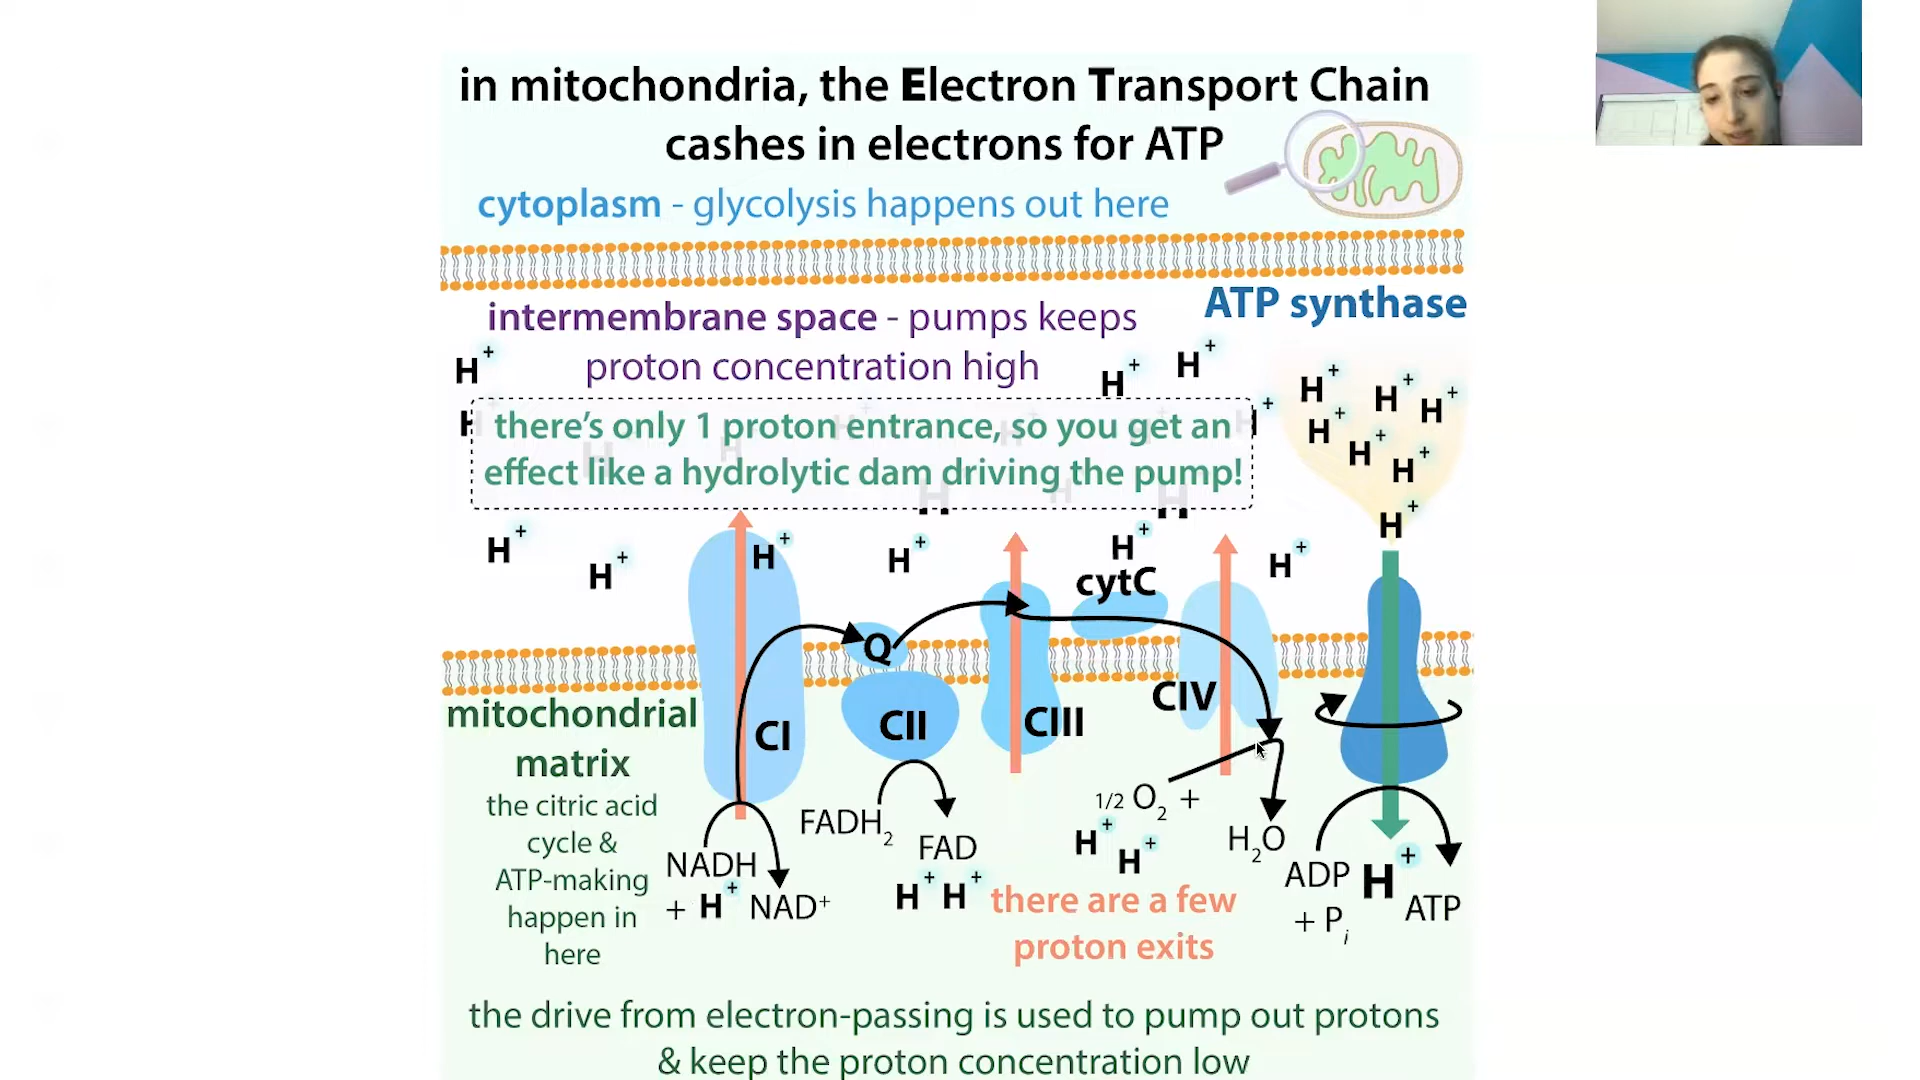 in mitochondria, the Electron Transport Chain
cashes in electrons for ATP
cytoplasm - glycolysis happens out here
ATP synthase
intermembrane space - pumps keeps
proton concentration high
H+
H+
H+
H+
H+
H+
H+
H+
H+
H+
there's only 1 proton entrance, so you get an
effect like a hydrolytic dam driving the pump!
H+
H+
H+
H+
H+
H+
H+
cytC
Q
CI
CII
CIII
CIV
mitochondrial
matrix
the citric acid
cycle &
ATP-making
happen in
here
NADH
+ H+
NAD+
FADH2
FAD
H+ H+
1/2 O2 +
H+
H+
H2O
ADP
+ Pi
H+
ATP
there are a few
proton exits
the drive from electron-passing is used to pump out protons
& keep the proton concentration low